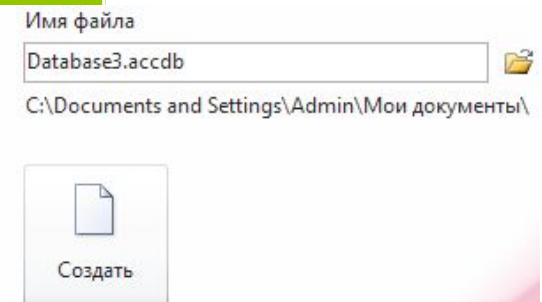 Имя файла
Database3.accdb
C:\Documents and Settings\Admin\Мои документы\
Создать